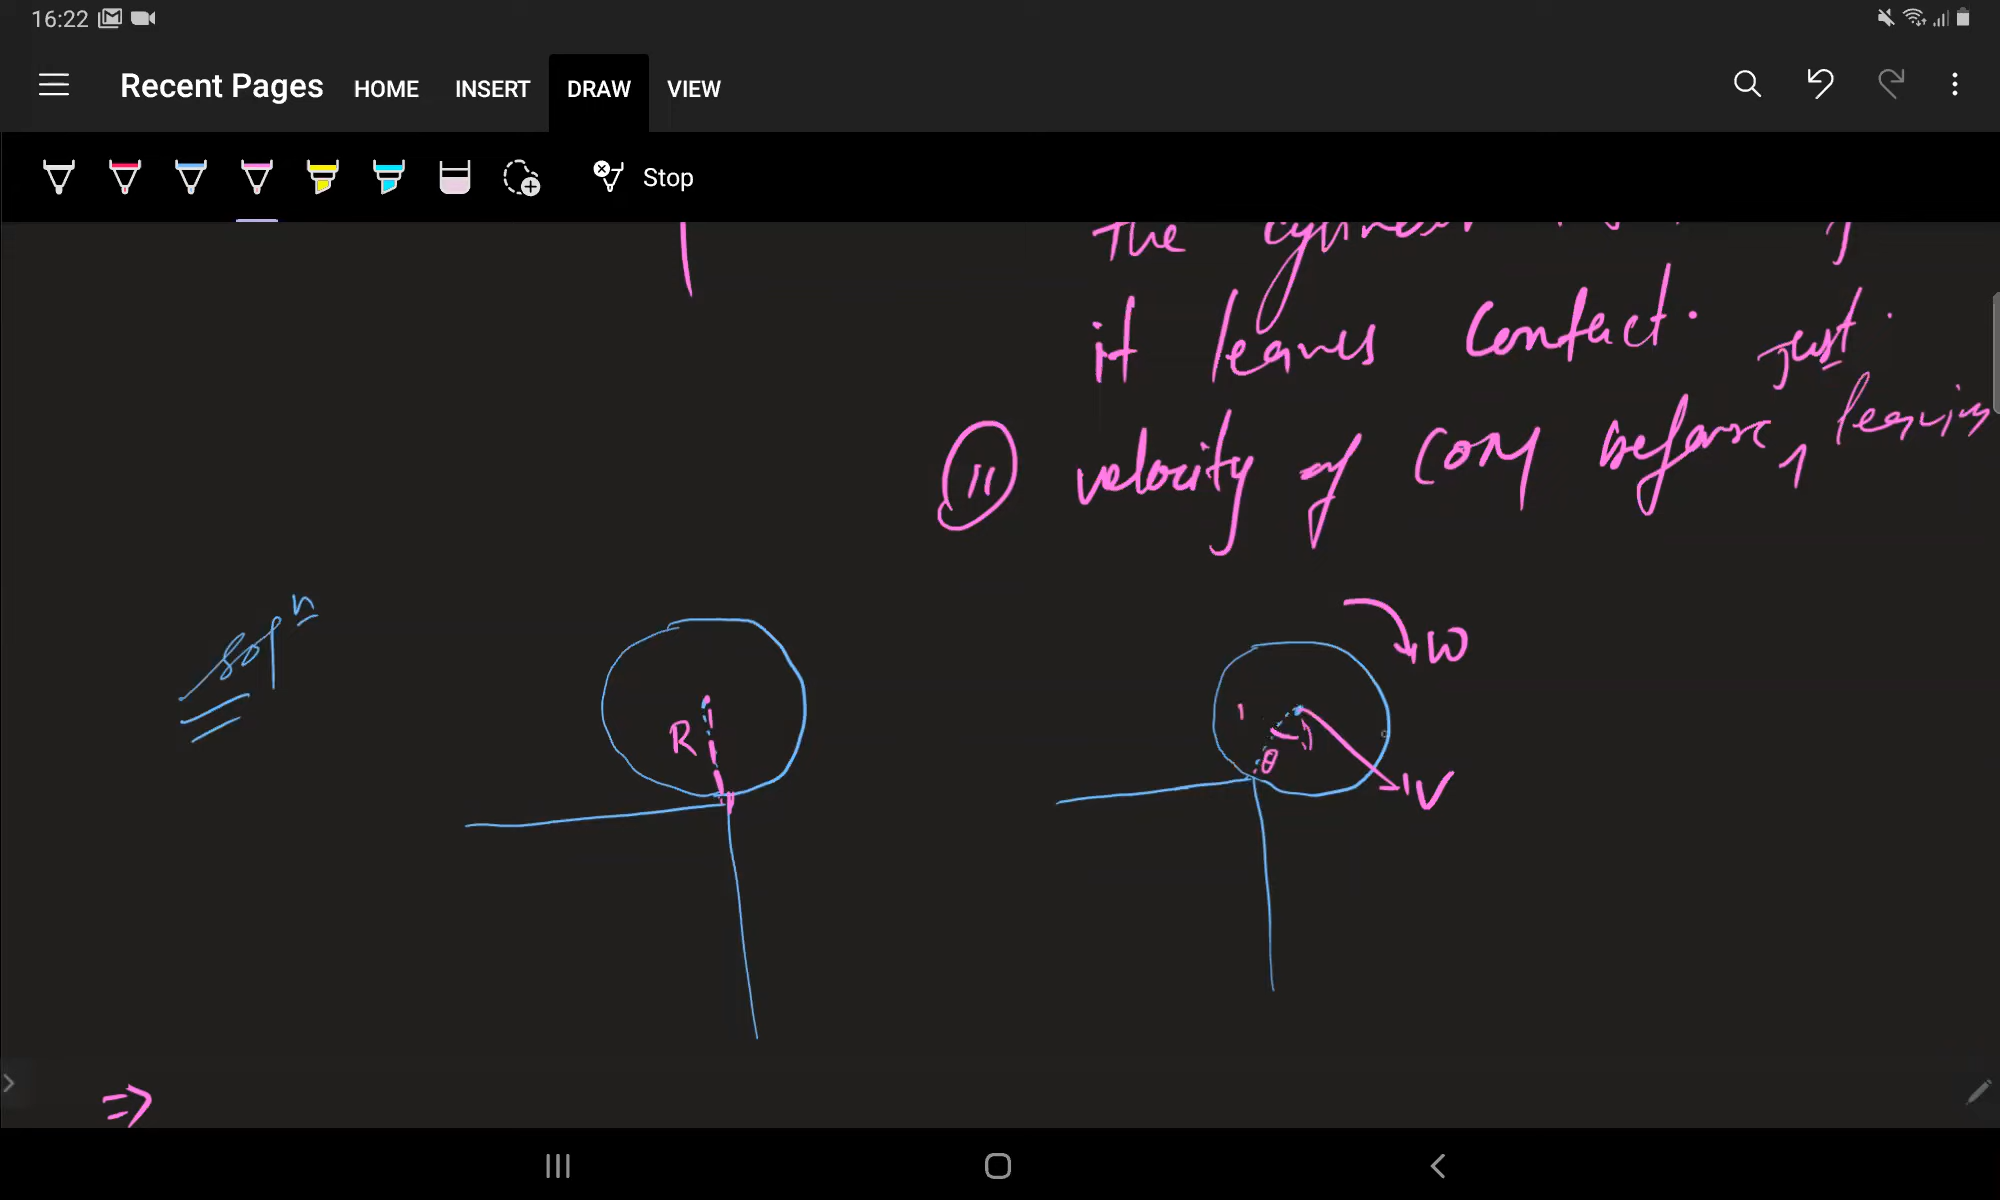 16:22
Recent Pages HOME INSERT DRAW VIEW
Stop
The
it leaves contact.
just
(ii) velocity of COM before, leaving
sol n
R
θ
ω
V
⇒